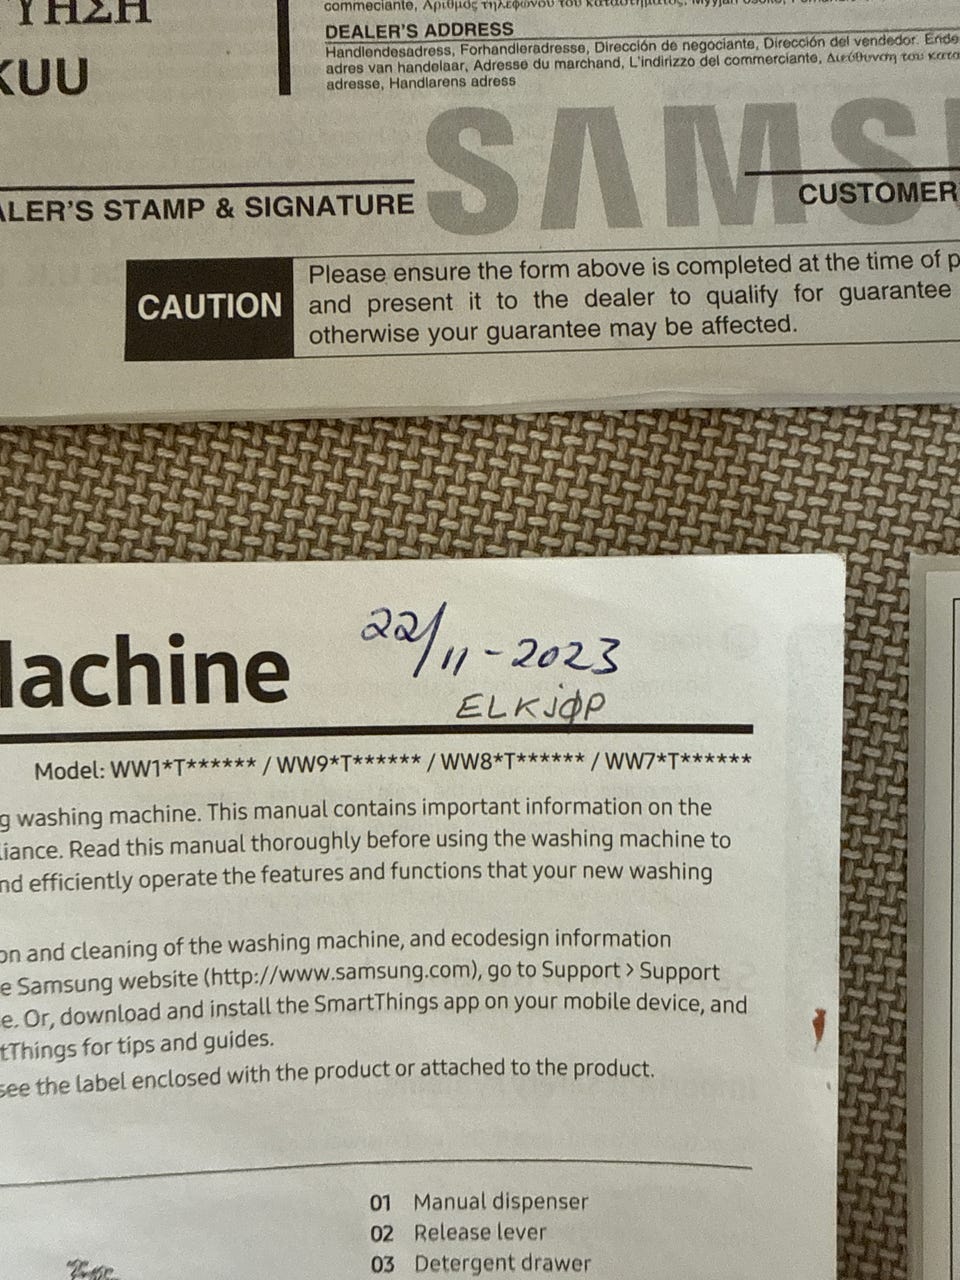 ΥΗΣΗ
KUU
commeciante, Αριθμός τηλεφώνου του καταστήματος,
DEALER'S ADDRESS
Handlendesadress, Forhandleradresse, Dirección de negociante, Dirección del vendedor.
adres van handelaar, Adresse du marchand, L'indirizzo del commerciante, Διεύθυνση του
adresse, Handlarens adress
SAMS
ALER'S STAMP & SIGNATURE
CUSTOMER
CAUTION
Please ensure the form above is completed at the time of p
and present it to the dealer to qualify for guarantee
otherwise your guarantee may be affected.
22/11-2023
Machine
ELKJØP
Model: WW1*T****** / WW9*T****** / WW8*T****** / WW7*T******
g washing machine. This manual contains important information on the
liance. Read this manual thoroughly before using the washing machine to
nd efficiently operate the features and functions that your new washing
on and cleaning of the washing machine, and ecodesign information
e Samsung website (http://www.samsung.com), go to Support > Support
e. Or, download and install the SmartThings app on your mobile device, and
tThings for tips and guides.
see the label enclosed with the product or attached to the product.
01 Manual dispenser
02 Release lever
03 Detergent drawer